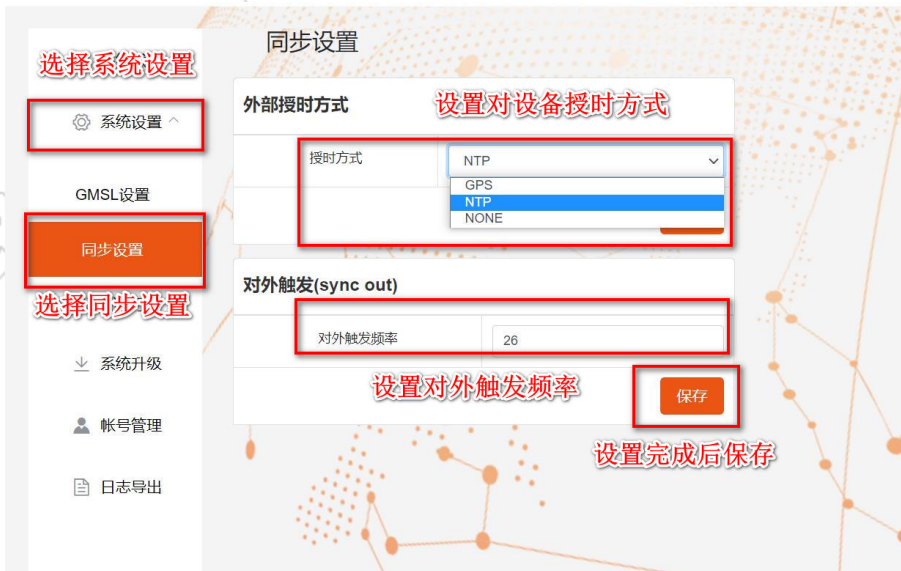 同步设置
选择系统设置
系统设置
GMSL设置
同步设置
选择同步设置
系统升级
帐号管理
日志导出
外部授时方式
设置对设备授时方式
授时方式
NTP
GPS
NTP
NONE
对外触发(sync out)
对外触发频率
26
设置对外触发频率
保存
设置完成后保存